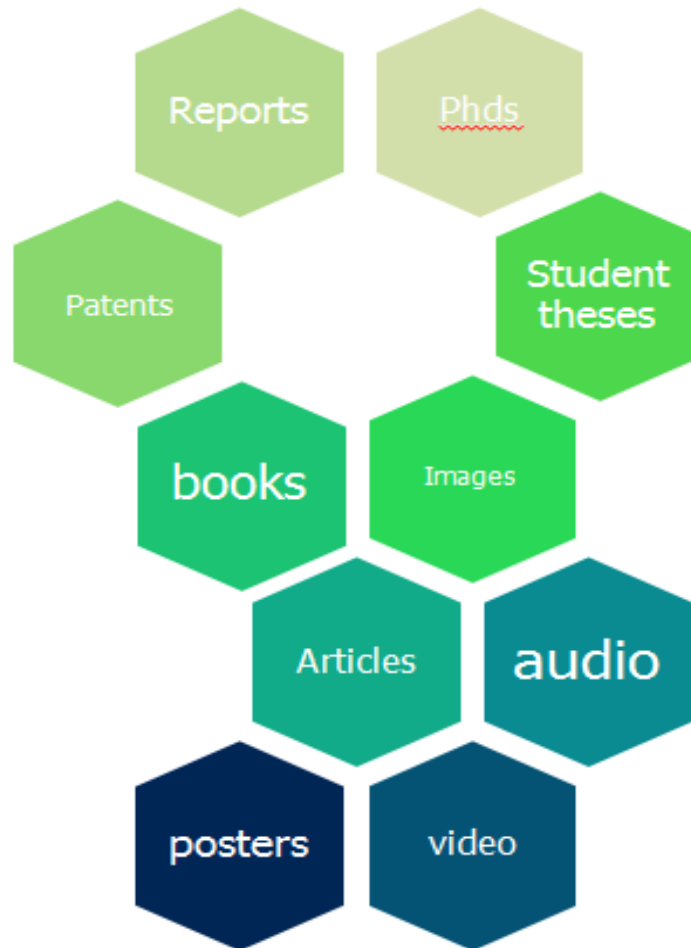 Reports
Phds
Patents
Student
theses
books
Images
Articles
audio
posters
video